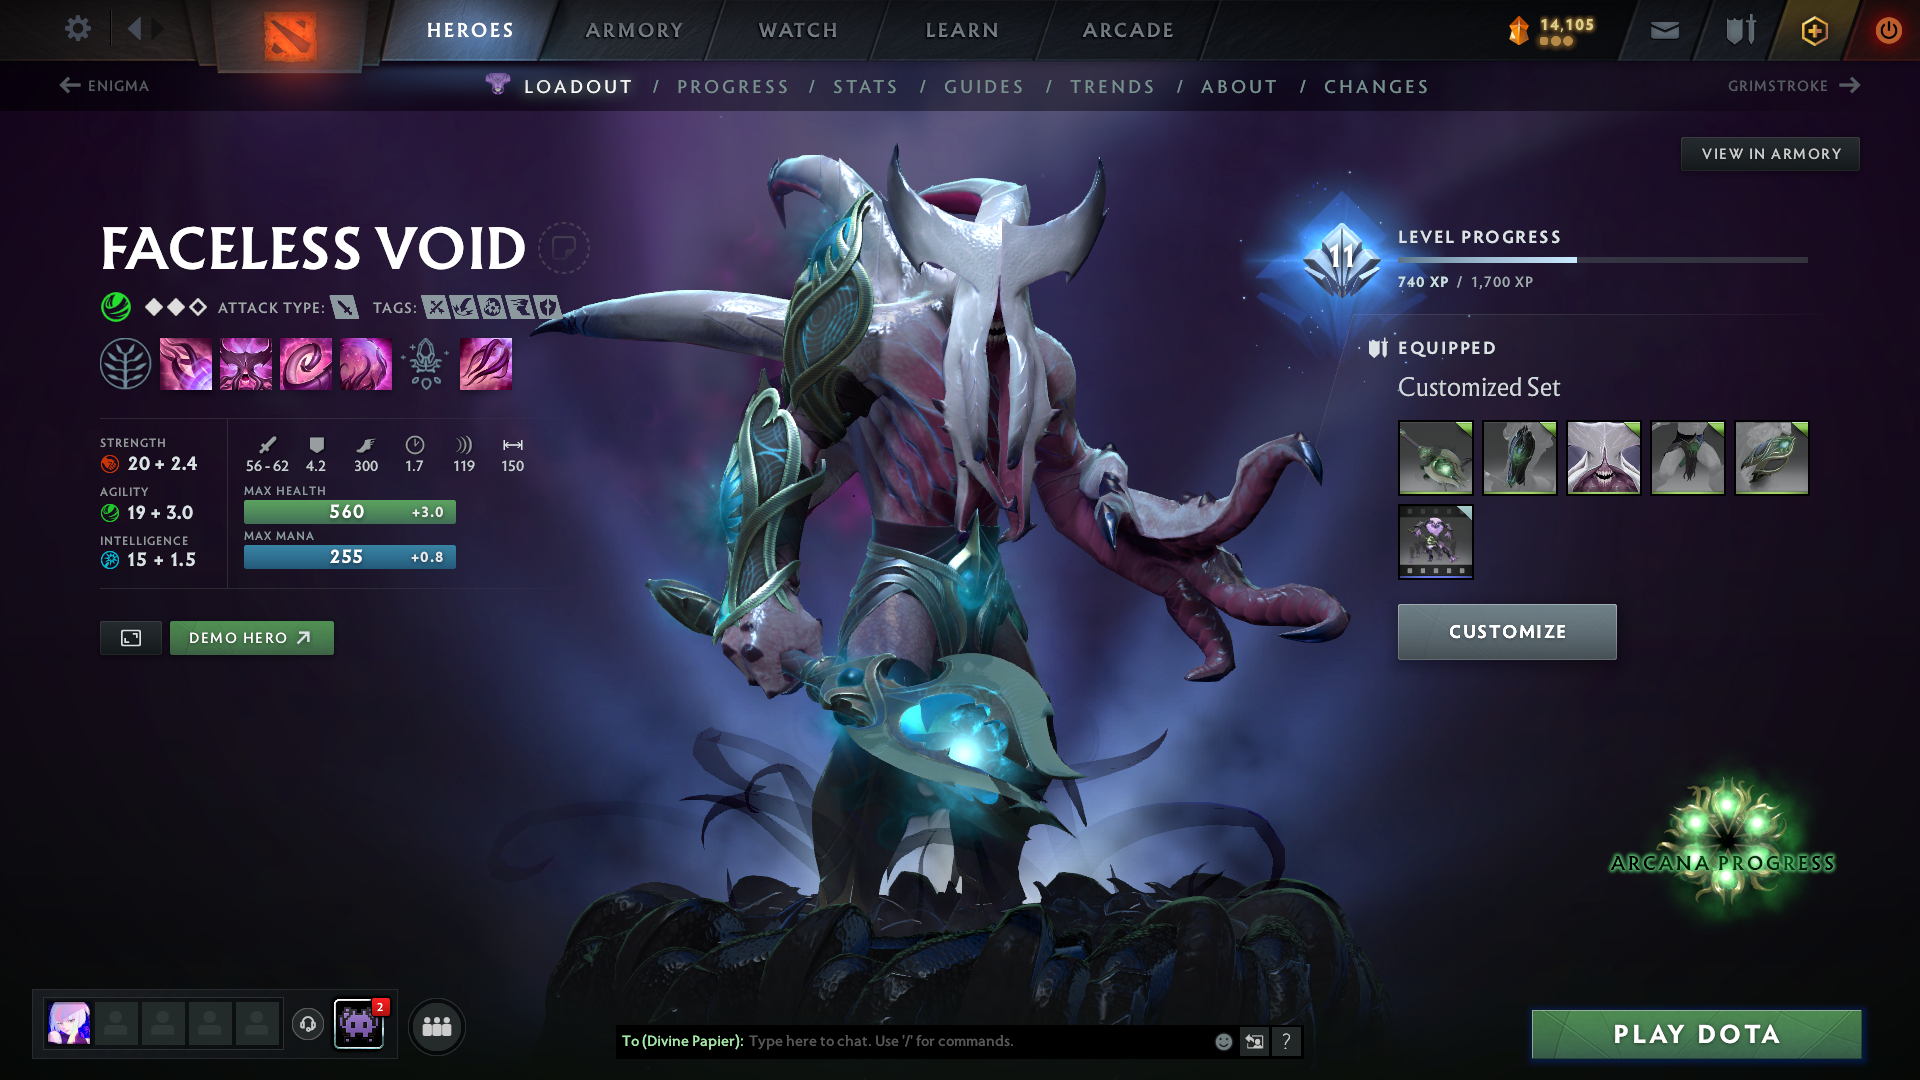 HEROES
ARMORY
WATCH
LEARN
ARCADE
14,105
ENIGMA
LOADOUT / PROGRESS / STATS / GUIDES / TRENDS / ABOUT / CHANGES
GRIMSTROKE
VIEW IN ARMORY
FACELESS VOID
ATTACK TYPE:
TAGS:
STRENGTH
20 + 2.4
AGILITY
19 + 3.0
INTELLIGENCE
15 + 1.5
56 - 62
4.2
300
1.7
119
150
MAX HEALTH
560
+3.0
MAX MANA
255
+0.8
DEMO HERO
11
LEVEL PROGRESS
740 XP / 1,700 XP
EQUIPPED
Customized Set
CUSTOMIZE
ARCANA PROGRESS
2
To (Divine Papier): Type here to chat. Use '/' for commands.
?
PLAY DOTA